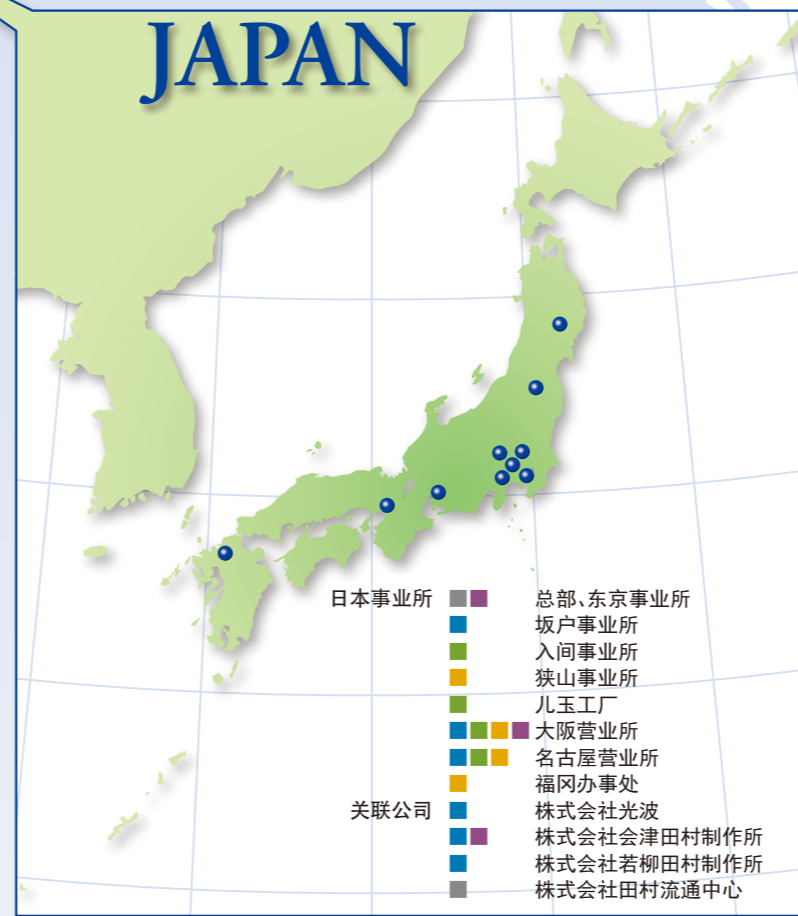 JAPAN
日本事业所 总部、东京事业所
坂户事业所
入间事业所
狭山事业所
儿玉工厂
大阪营业所
名古屋营业所
福冈办事处
关联公司 株式会社光波
株式会社会津田村制作所
株式会社若柳田村制作所
株式会社田村流通中心